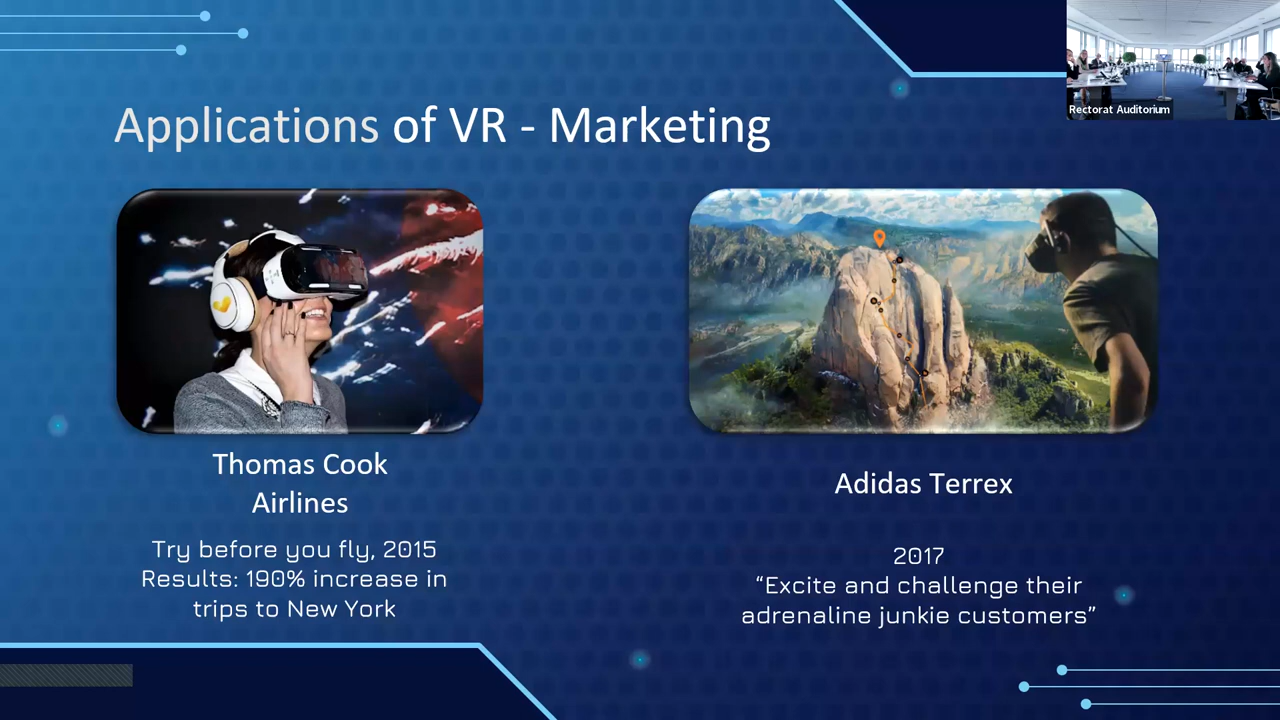 Rectorat Auditorium
Applications of VR - Marketing
Thomas Cook
Airlines
Try before you fly, 2015
Results: 190% increase in
trips to New York
Adidas Terrex
2017
“Excite and challenge their
adrenaline junkie customers”